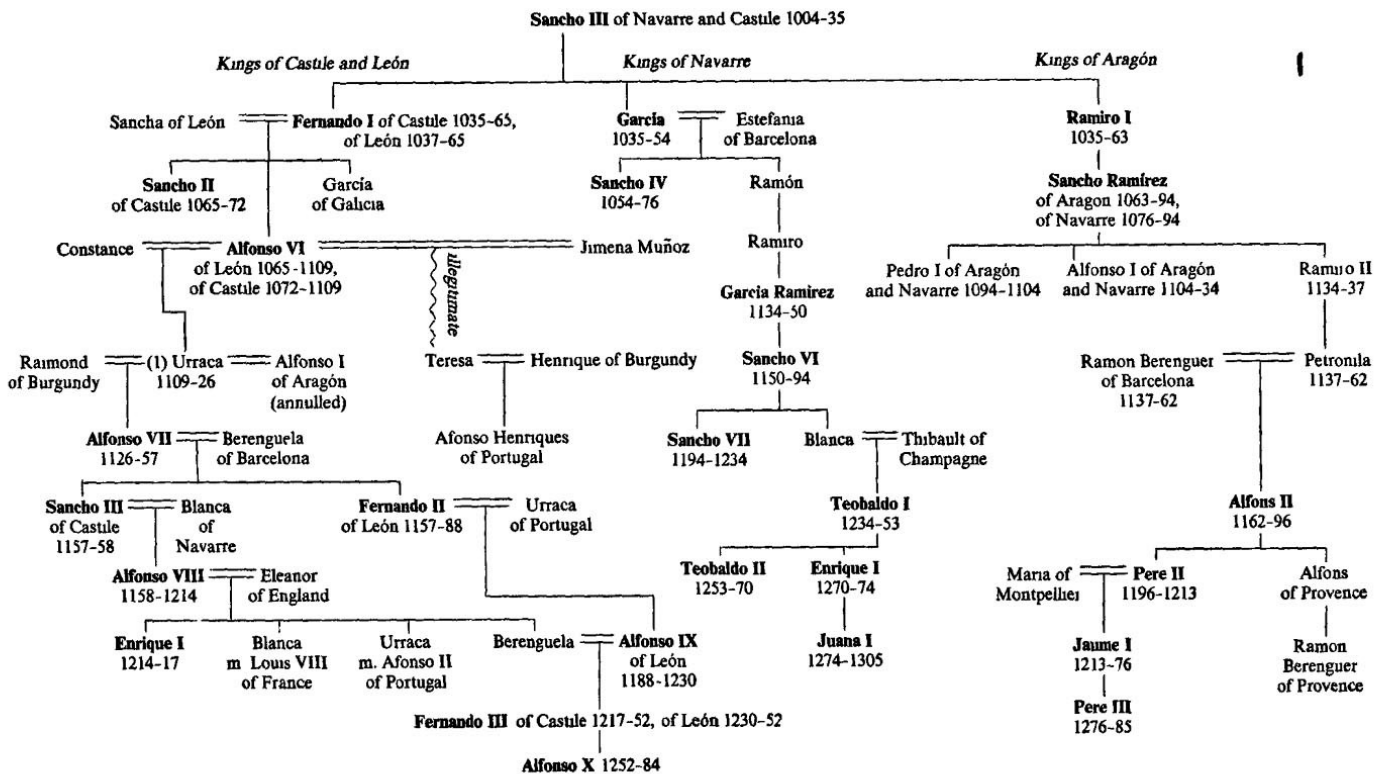 Sancho III of Navarre and Castile 1004-35
Kings of Castile and León
Kings of Navarre
Kings of Aragón
Sancha of León
Fernando I of Castile 1035-65,
of León 1037-65
García
1035-54
Estefania
of Barcelona
Ramiro I
1035-63
Sancho II
of Castile 1065-72
García
of Galicia
Sancho IV
1054-76
Ramón
Sancho Ramírez
of Aragon 1063-94,
of Navarre 1076-94
Constance
Alfonso VI
of León 1065-1109,
of Castile 1072-1109
Jimena Muñoz
illegitimate
Ramiro
Pedro I of Aragón
and Navarre 1094-1104
Alfonso I of Aragón
and Navarre 1104-34
Ramiro II
1134-37
García Ramirez
1134-50
Raimond
of Burgundy
(1) Urraca
1109-26
Alfonso I
of Aragón
(annulled)
Teresa
Henrique of Burgundy
Sancho VI
1150-94
Ramon Berenguer
of Barcelona
1137-62
Petronila
1137-62
Alfonso VII
1126-57
Berenguela
of Barcelona
Afonso Henriques
of Portugal
Sancho VII
1194-1234
Blanca
Thibault of
Champagne
Sancho III
of Castile
1157-58
Blanca
of
Navarre
Fernando II
of León 1157-88
Urraca
of Portugal
Teobaldo I
1234-53
Alfons II
1162-96
Alfonso VIII
1158-1214
Eleanor
of England
Teobaldo II
1253-70
Enrique I
1270-74
Maria of
Montpellier
Pere II
1196-1213
Alfons
of Provence
Enrique I
1214-17
Blanca
m Louis VIII
of France
Urraca
m. Afonso II
of Portugal
Berenguela
Alfonso IX
of León
1188-1230
Juana I
1274-1305
Jaume I
1213-76
Ramon
Berenguer
of Provence
Fernando III of Castile 1217-52, of León 1230-52
Pere III
1276-85
Alfonso X 1252-84